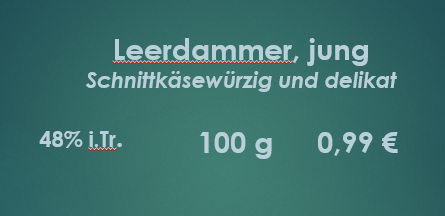 Leerdammer, jung
Schnittkäsewürzig und delikat
48% i.Tr. 100 g 0,99 €